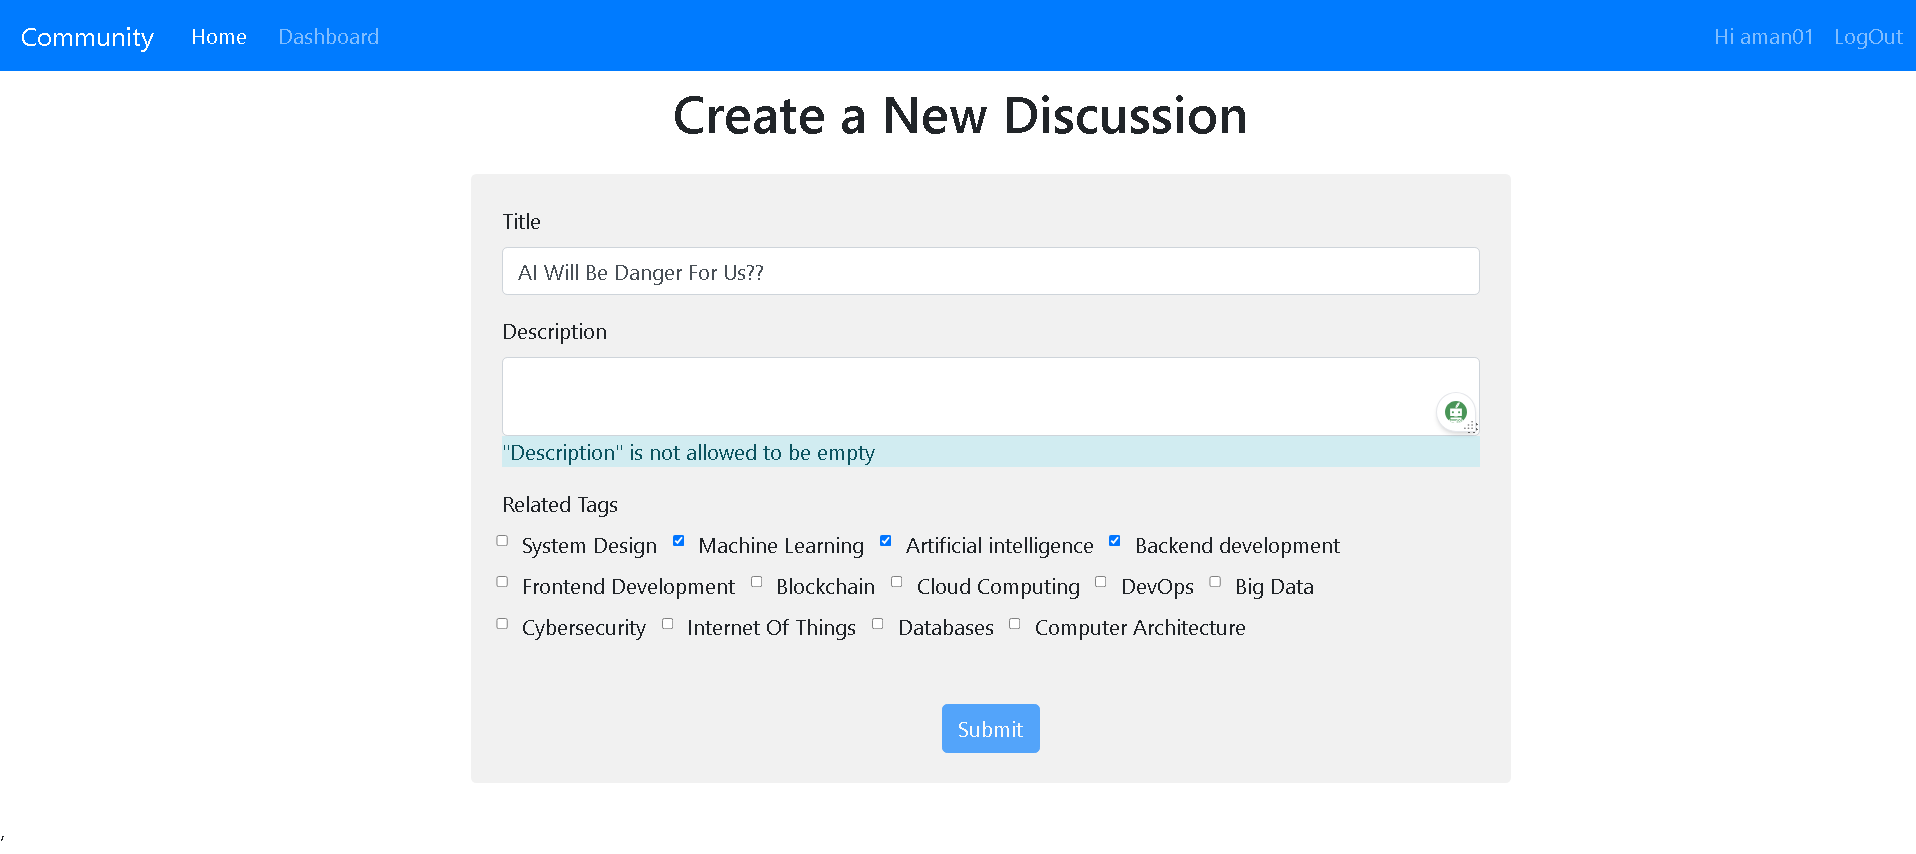 Community Home Dashboard Hi aman01 LogOut
Create a New Discussion
Title
AI Will Be Danger For Us??
Description
"Description" is not allowed to be empty
Related Tags
System Design Machine Learning Artificial intelligence Backend development
Frontend Development Blockchain Cloud Computing DevOps Big Data
Cybersecurity Internet Of Things Databases Computer Architecture
Submit
,